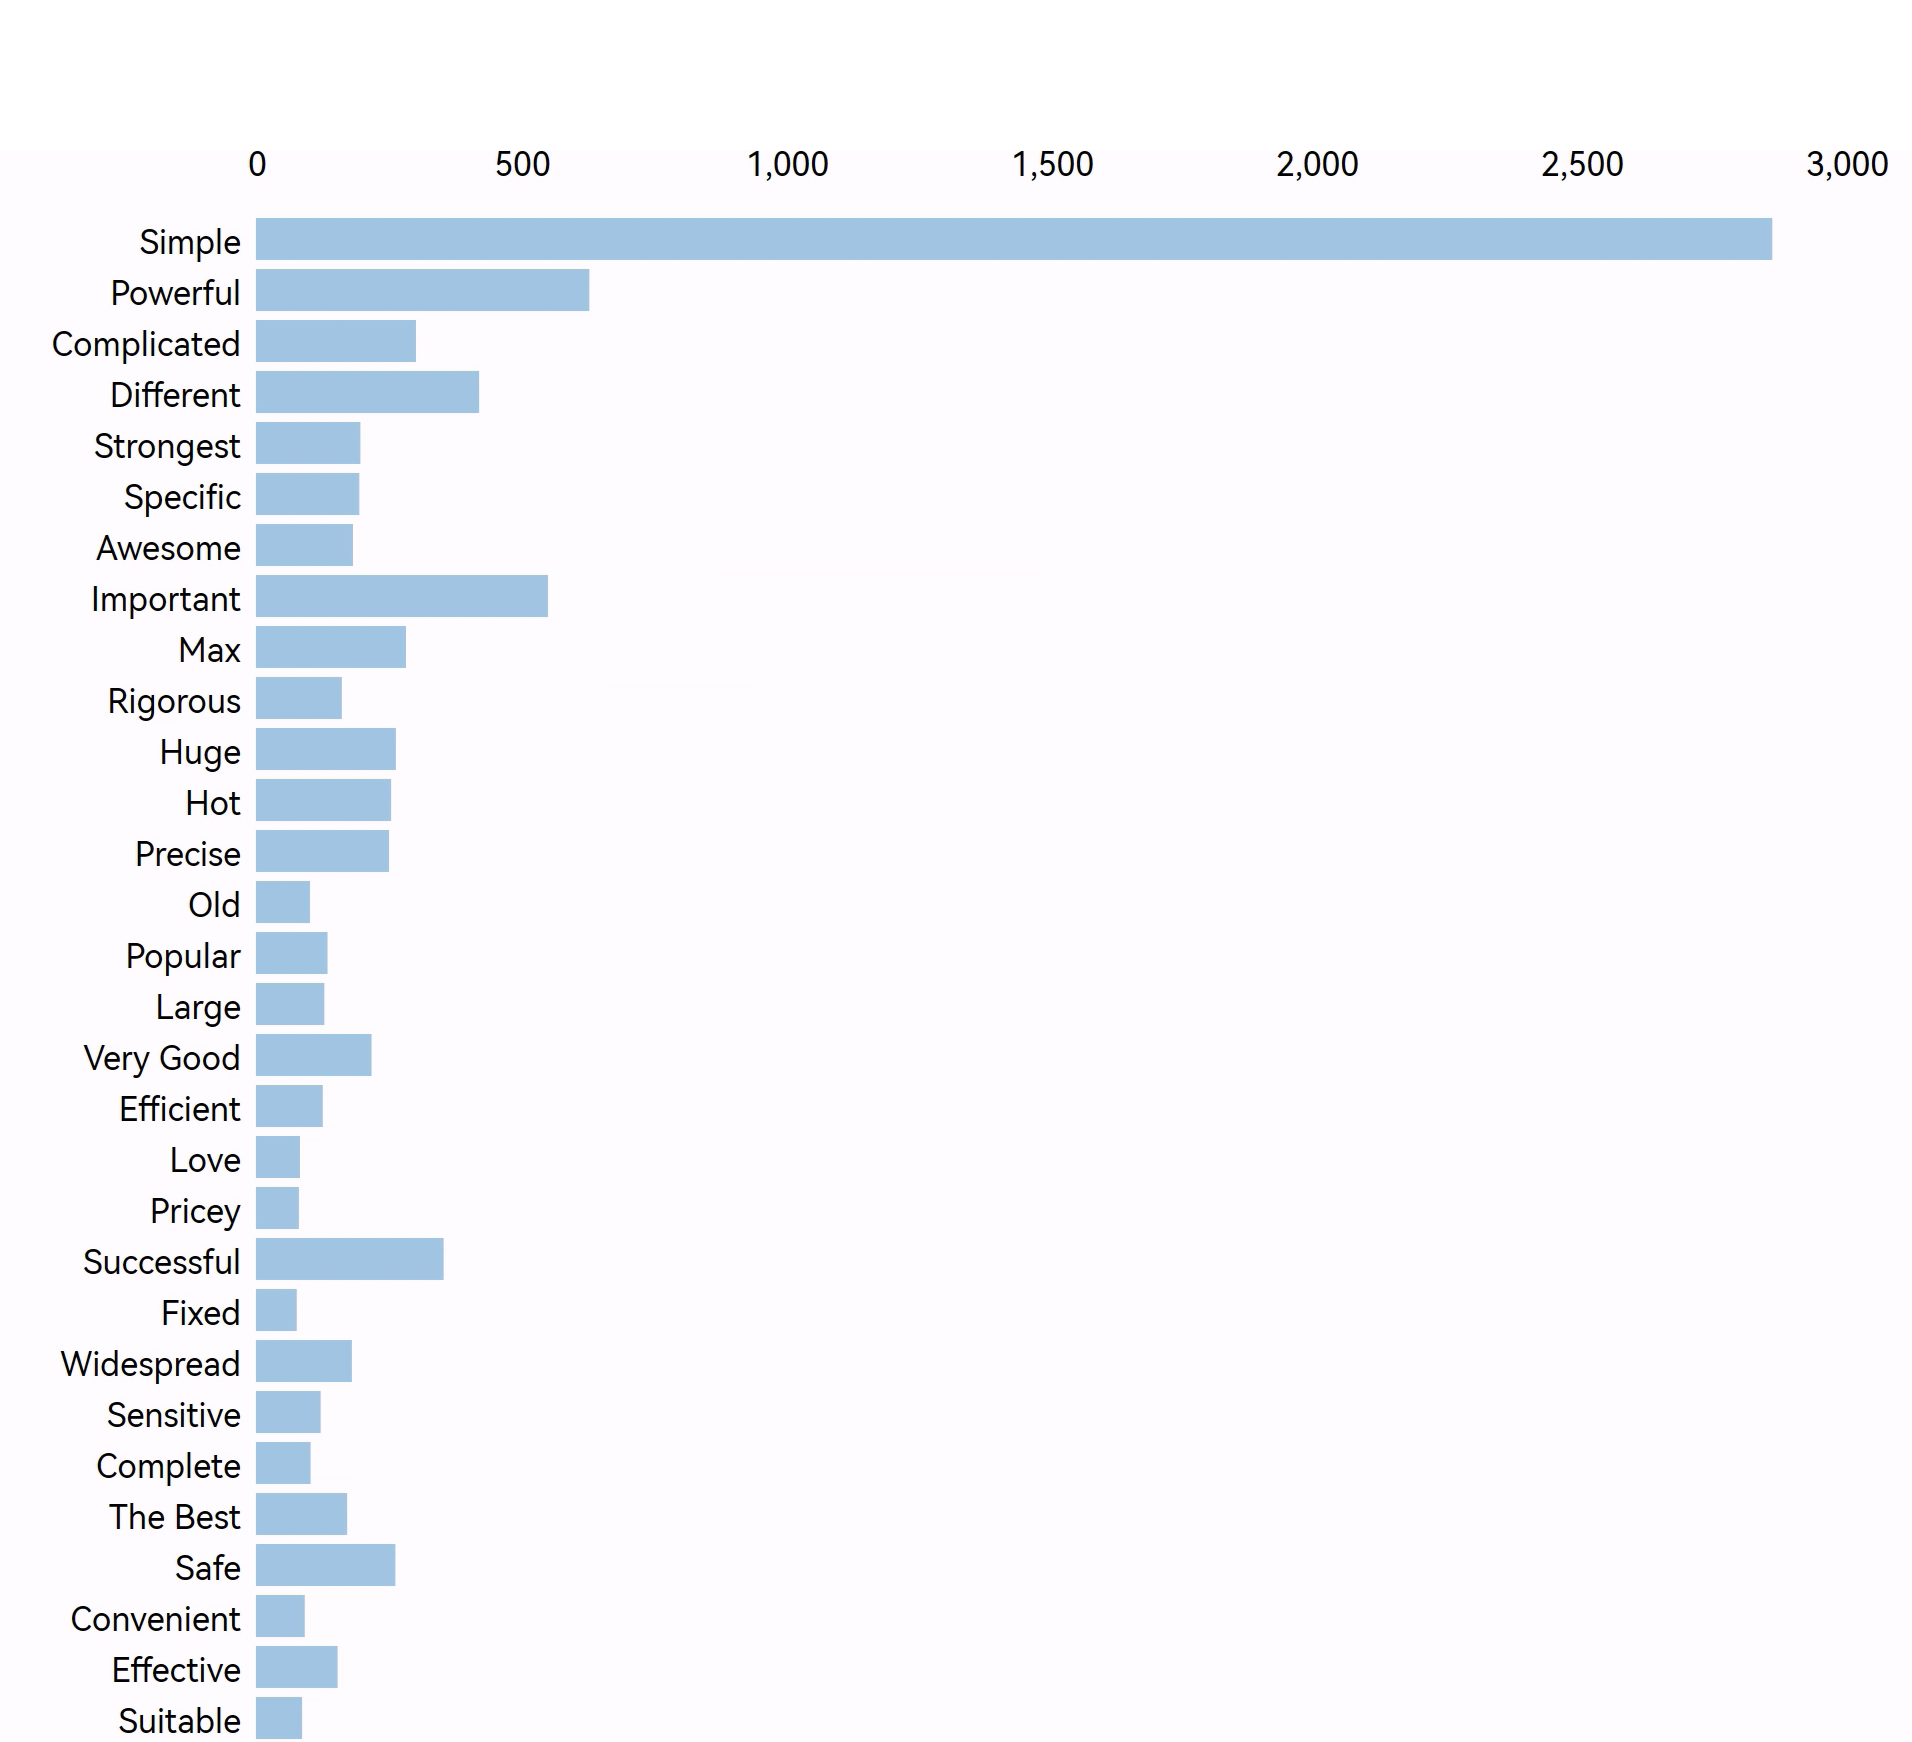 0 500 1,000 1,500 2,000 2,500 3,000
Simple
Powerful
Complicated
Different
Strongest
Specific
Awesome
Important
Max
Rigorous
Huge
Hot
Precise
Old
Popular
Large
Very Good
Efficient
Love
Pricey
Successful
Fixed
Widespread
Sensitive
Complete
The Best
Safe
Convenient
Effective
Suitable